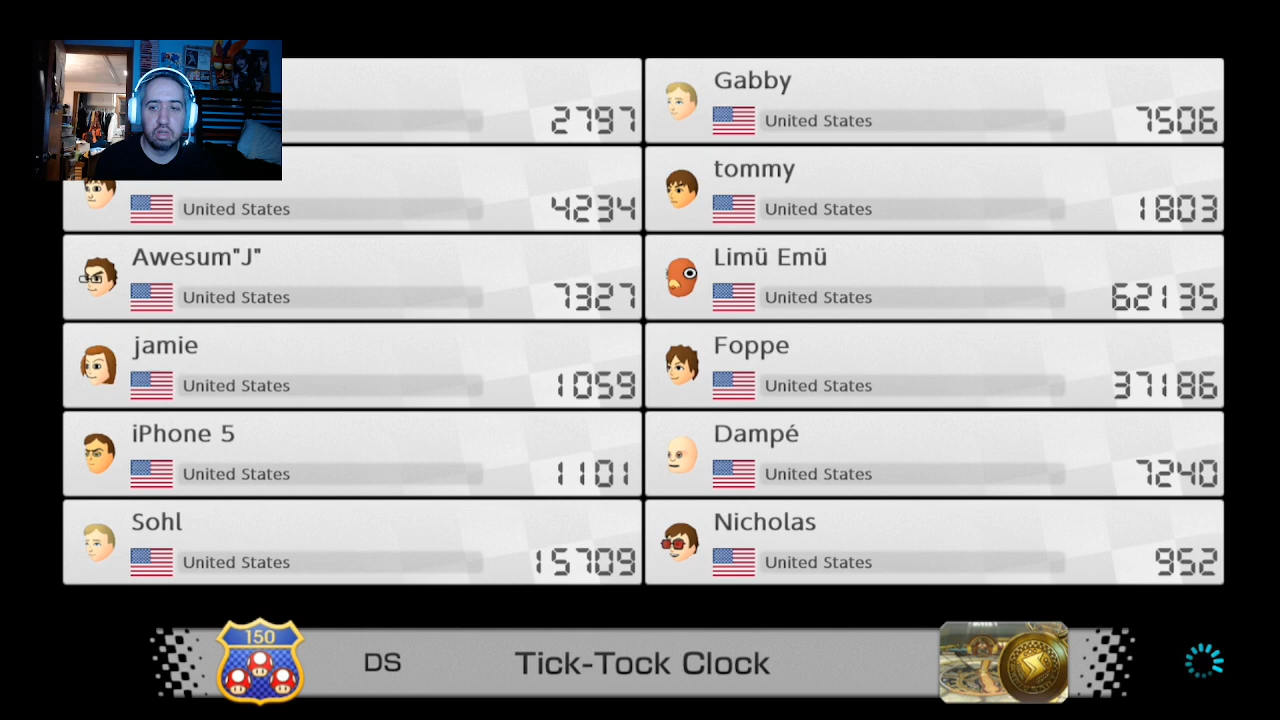 2797
United States
4234
Awesum"J"
United States
7327
jamie
United States
1059
iPhone 5
United States
1101
Sohl
United States
15709
Gabby
United States
7506
tommy
United States
1803
Limü Emü
United States
62135
Foppe
United States
37186
Dampé
United States
7240
Nicholas
United States
952
150
DS
Tick-Tock Clock